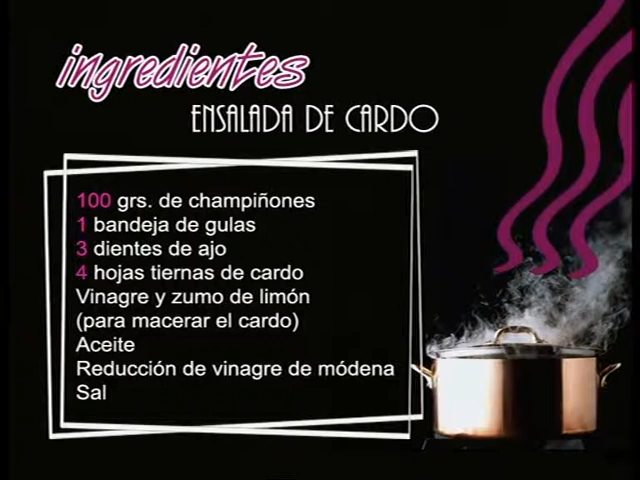 ingredientes
ENSALADA DE CARDO
100 grs. de champiñones
1 bandeja de gulas
3 dientes de ajo
4 hojas tiernas de cardo
Vinagre y zumo de limón
(para macerar el cardo)
Aceite
Reducción de vinagre de módena
Sal